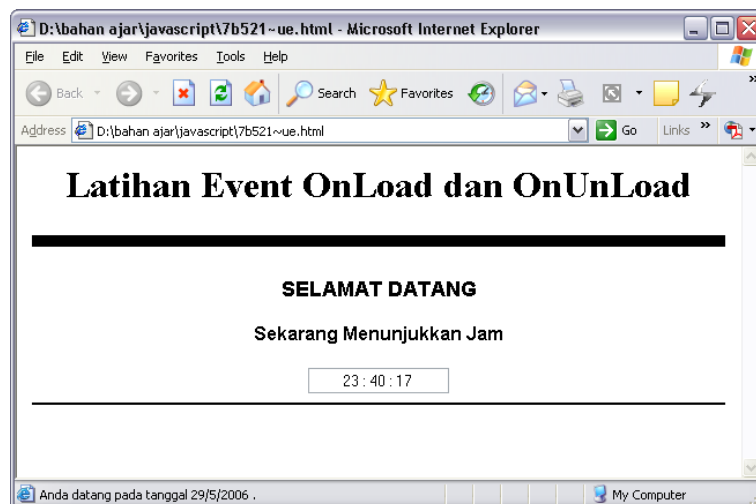 D:\bahan ajar\javascript\7b521~ue.html - Microsoft Internet Explorer
File Edit View Favorites Tools Help
Back Search Favorites »
Address D:\bahan ajar\javascript\7b521~ue.html Go Links »
Latihan Event OnLoad dan OnUnLoad
SELAMAT DATANG
Sekarang Menunjukkan Jam
23 : 40 : 17
Anda datang pada tanggal 29/5/2006 . My Computer